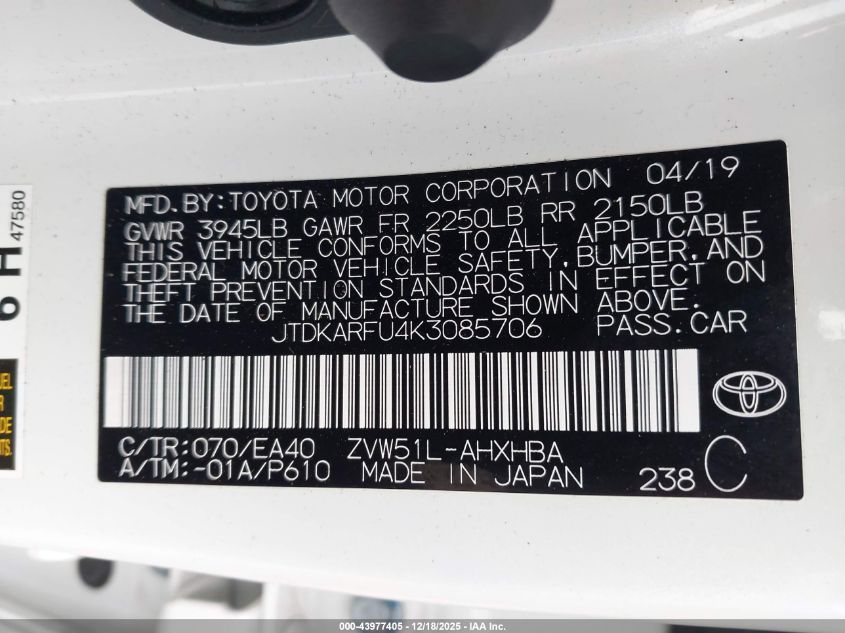 MFD.BY:TOYOTA MOTOR CORPORATION 04/19
GVWR 3945LB GAWR FR 2250LB RR 2150LB
THIS VEHICLE CONFORMS TO ALL APPLICABLE
FEDERAL MOTOR VEHICLE SAFETY,BUMPER,AND
THEFT PREVENTION STANDARDS IN EFFECT ON
THE DATE OF MANUFACTURE SHOWN ABOVE.
JTDKARFU4K3085706 PASS.CAR
C/TR:070/EA40 ZVW51L-AHXHBA
A/TM:-01A/P610 MADE IN JAPAN 238 C
6 H
47580
000-43977405 - 12/18/2025 - IAA Inc.